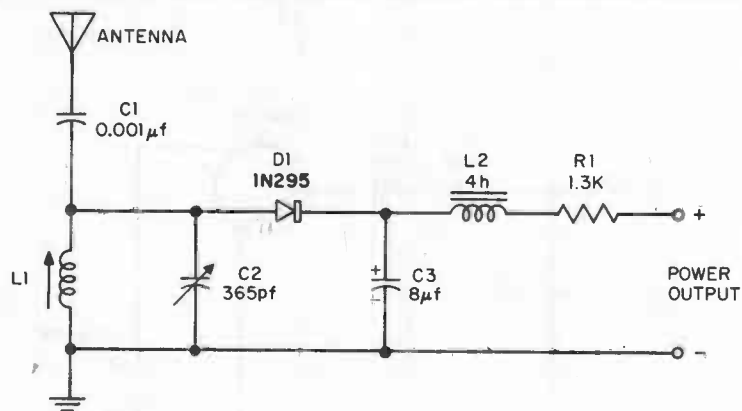 ANTENNA
C1
0.001µf
D1
1N295
L2
4h
R1
1.3K
+
L1
C2
365pf
+
C3
8µf
POWER
OUTPUT
-